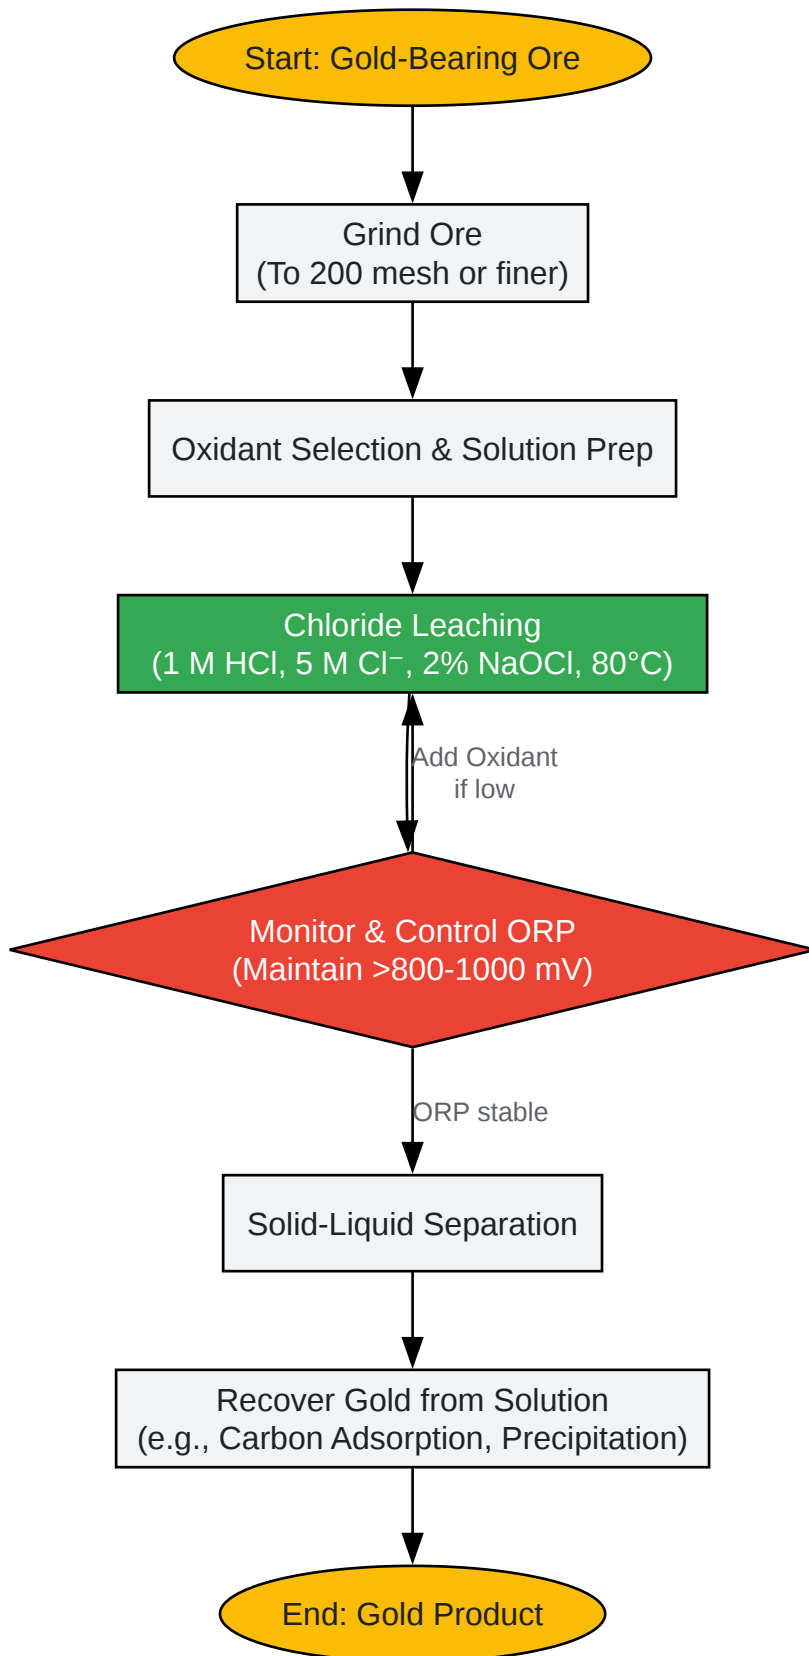 Start: Gold-Bearing Ore
Grind Ore
(To 200 mesh or finer)
Oxidant Selection & Solution Prep
Chloride Leaching
(1 M HCl, 5 M Cl⁻, 2% NaOCl, 80°C)
Add Oxidant
if low
Monitor & Control ORP
(Maintain >800-1000 mV)
ORP stable
Solid-Liquid Separation
Recover Gold from Solution
(e.g., Carbon Adsorption, Precipitation)
End: Gold Product